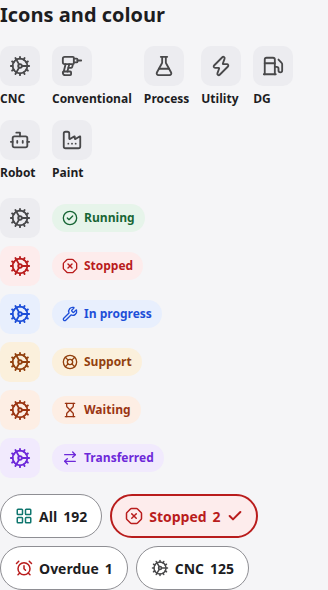 Icons and colour
CNC Conventional Process Utility DG
Robot Paint
Running
Stopped
In progress
Support
Waiting
Transferred
All 192 Stopped 2
Overdue 1 CNC 125